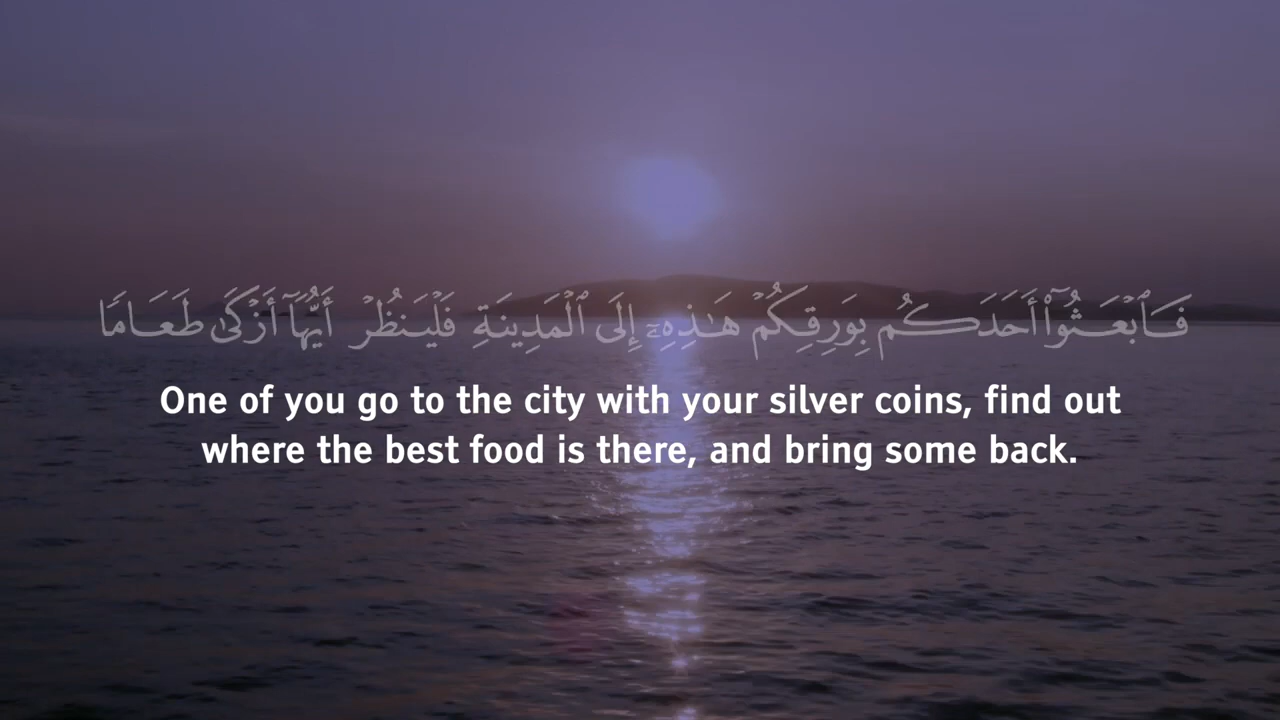 فَٱبْعَثُوٓا۟ أَحَدَكُم بِوَرِقِكُمْ هَـٰذِهِۦٓ إِلَى ٱلْمَدِينَةِ فَلْيَنظُرْ أَيُّهَآ أَزْكَىٰ طَعَامًا
One of you go to the city with your silver coins, find out
where the best food is there, and bring some back.